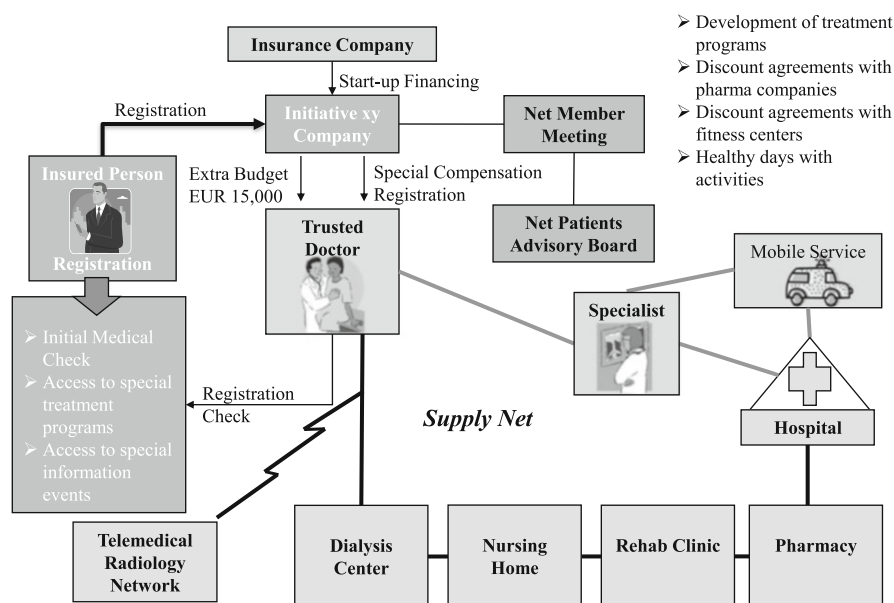 Insurance Company
Start-up Financing
Registration
Initiative xy
Company
Net Member
Meeting
➢ Development of treatment
programs
➢ Discount agreements with
pharma companies
➢ Discount agreements with
fitness centers
➢ Healthy days with
activities
Insured Person
Registration
Extra Budget
EUR 15,000
Special Compensation
Registration
Trusted
Doctor
Net Patients
Advisory Board
Mobile Service
Specialist
Hospital
➢ Initial Medical
Check
➢ Access to special
treatment
programs
➢ Access to special
information
events
Registration
Check
Supply Net
Telemedical
Radiology
Network
Dialysis
Center
Nursing
Home
Rehab Clinic
Pharmacy